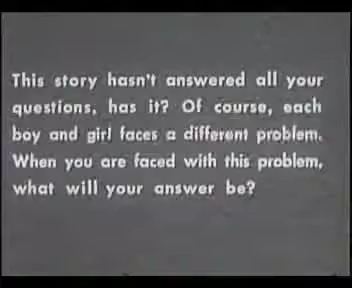 This story hasn't answered all your
questions, has it? Of course, each
boy and girl faces a different problem.
When you are faced with this problem,
what will your answer be?